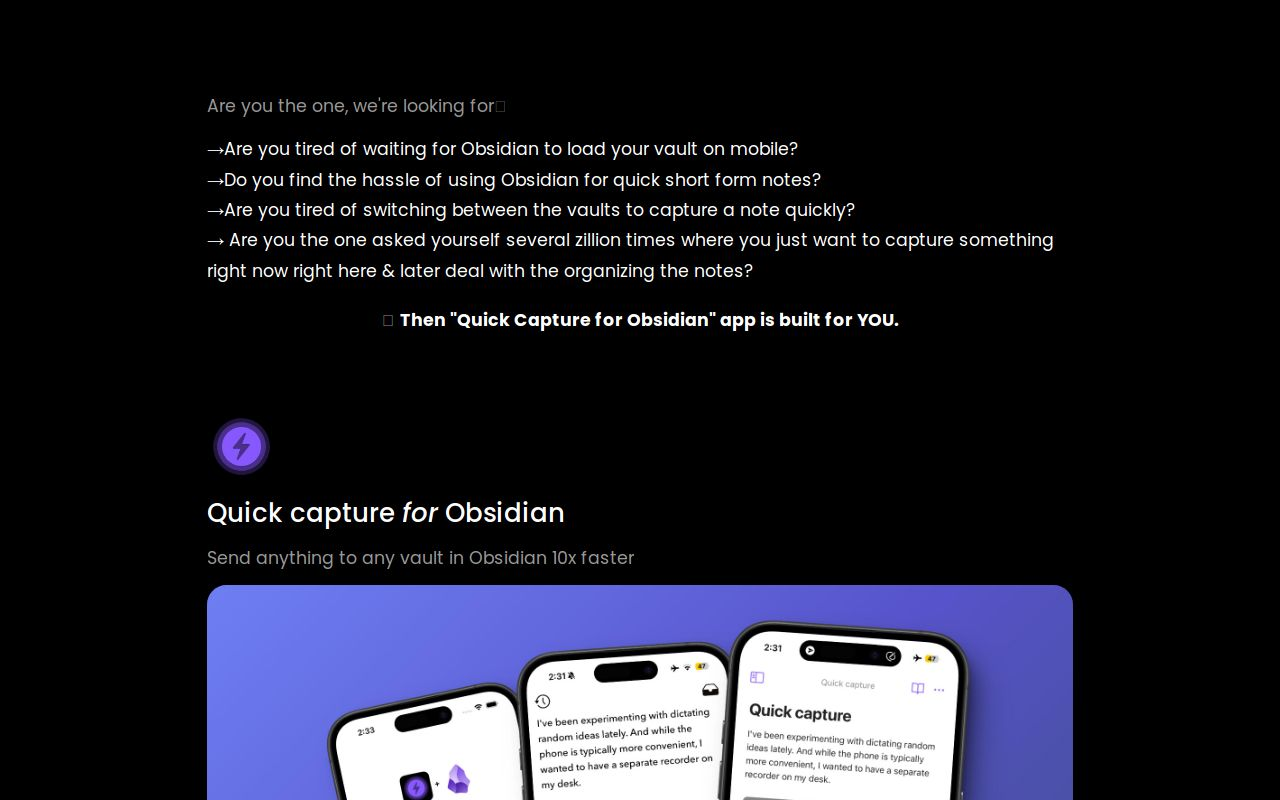 Are you the one, we're looking for
→Are you tired of waiting for Obsidian to load your vault on mobile?
→Do you find the hassle of using Obsidian for quick short form notes?
→Are you tired of switching between the vaults to capture a note quickly?
→ Are you the one asked yourself several zillion times where you just want to capture something
right now right here & later deal with the organizing the notes?
Then "Quick Capture for Obsidian" app is built for YOU.
Quick capture for Obsidian
Send anything to any vault in Obsidian 10x faster
2:33
+
2:31
47
I've been experimenting with dictating
random ideas lately. And while the
phone is typically more convenient, I
wanted to have a separate recorder on
my desk.
2:31
47
Quick capture
Quick capture
I've been experimenting with dictating random
ideas lately. And while the phone is typically
more convenient, I wanted to have a separate
recorder on my desk.